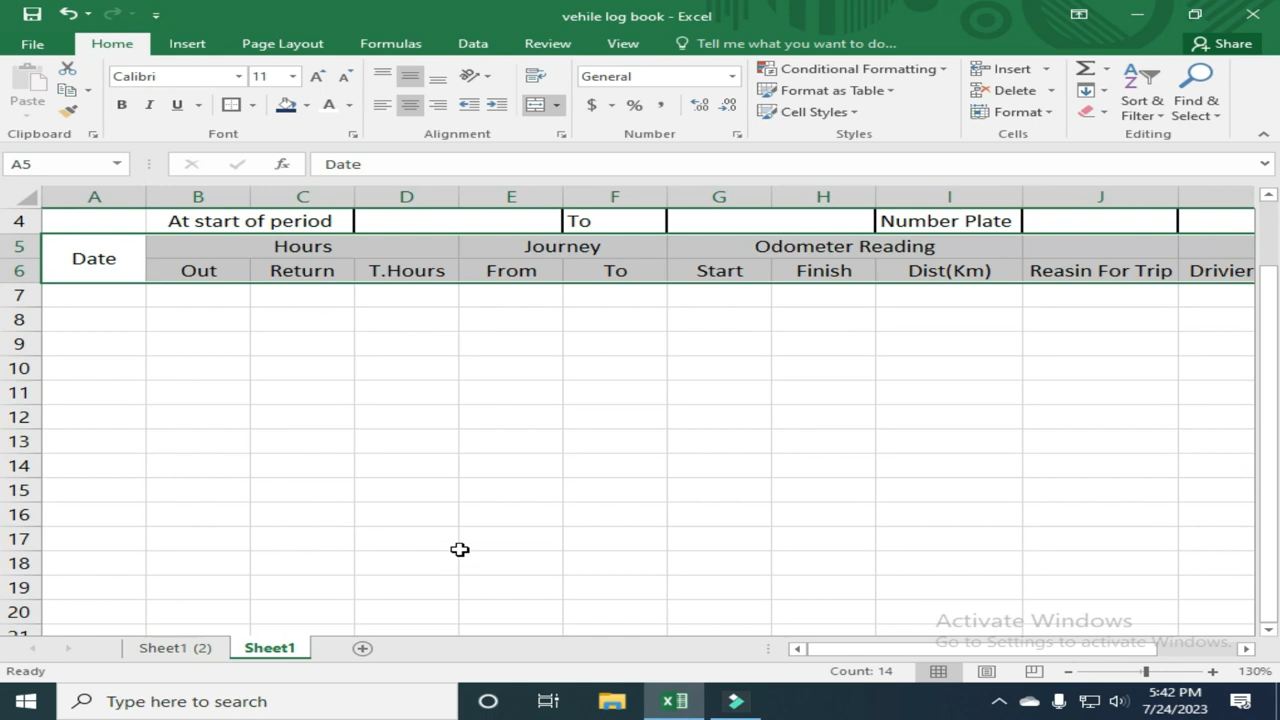 vehile log book - Excel
File Home Insert Page Layout Formulas Data Review View Tell me what you want to do... Share
Paste Calibri 11 General Conditional Formatting Insert Σ
B I U A $ % , Format as Table Delete Sort & Find &
Cell Styles Format Filter Select
Clipboard Font Alignment Number Styles Cells Editing
A5 fx Date
A B C D E F G H I J
4 At start of period To Number Plate
5 Date Hours Journey Odometer Reading
6 Out Return T.Hours From To Start Finish Dist(Km) Reasin For Trip Drivier
7
8
9
10
11
12
13
14
15
16
17
18
19
20
21
Activate Windows
Go to Settings to activate Windows.
Sheet1 (2) Sheet1
Ready Count: 14 130%
Type here to search 5:42 PM
7/24/2023